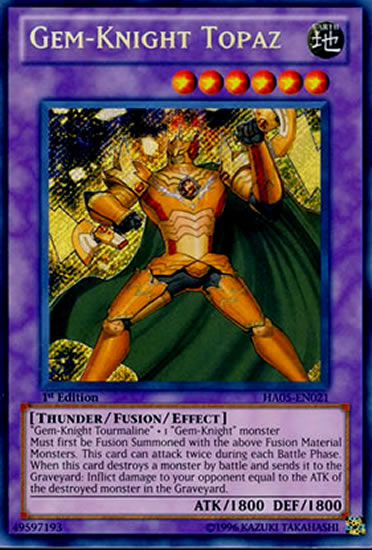 GEM-KNIGHT TOPAZ
EARTH
地
1st Edition
HA05-EN021
[THUNDER/FUSION/EFFECT]
"Gem-Knight Tourmaline" + 1 "Gem-Knight" monster
Must first be Fusion Summoned with the above Fusion Material
Monsters. This card can attack twice during each Battle Phase.
When this card destroys a monster by battle and sends it to the
Graveyard: Inflict damage to your opponent equal to the ATK of
the destroyed monster in the Graveyard.
ATK/1800 DEF/1800
49597193
©1996 KAZUKI TAKAHASHI